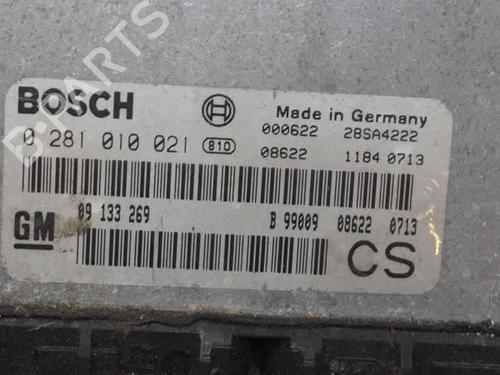 B PARTS
BOSCH
Made in Germany
0 281 010 021 810 000622 28SA4222
08622 1184 0713
GM 09 133 269 B 99009 08622 0713
CS